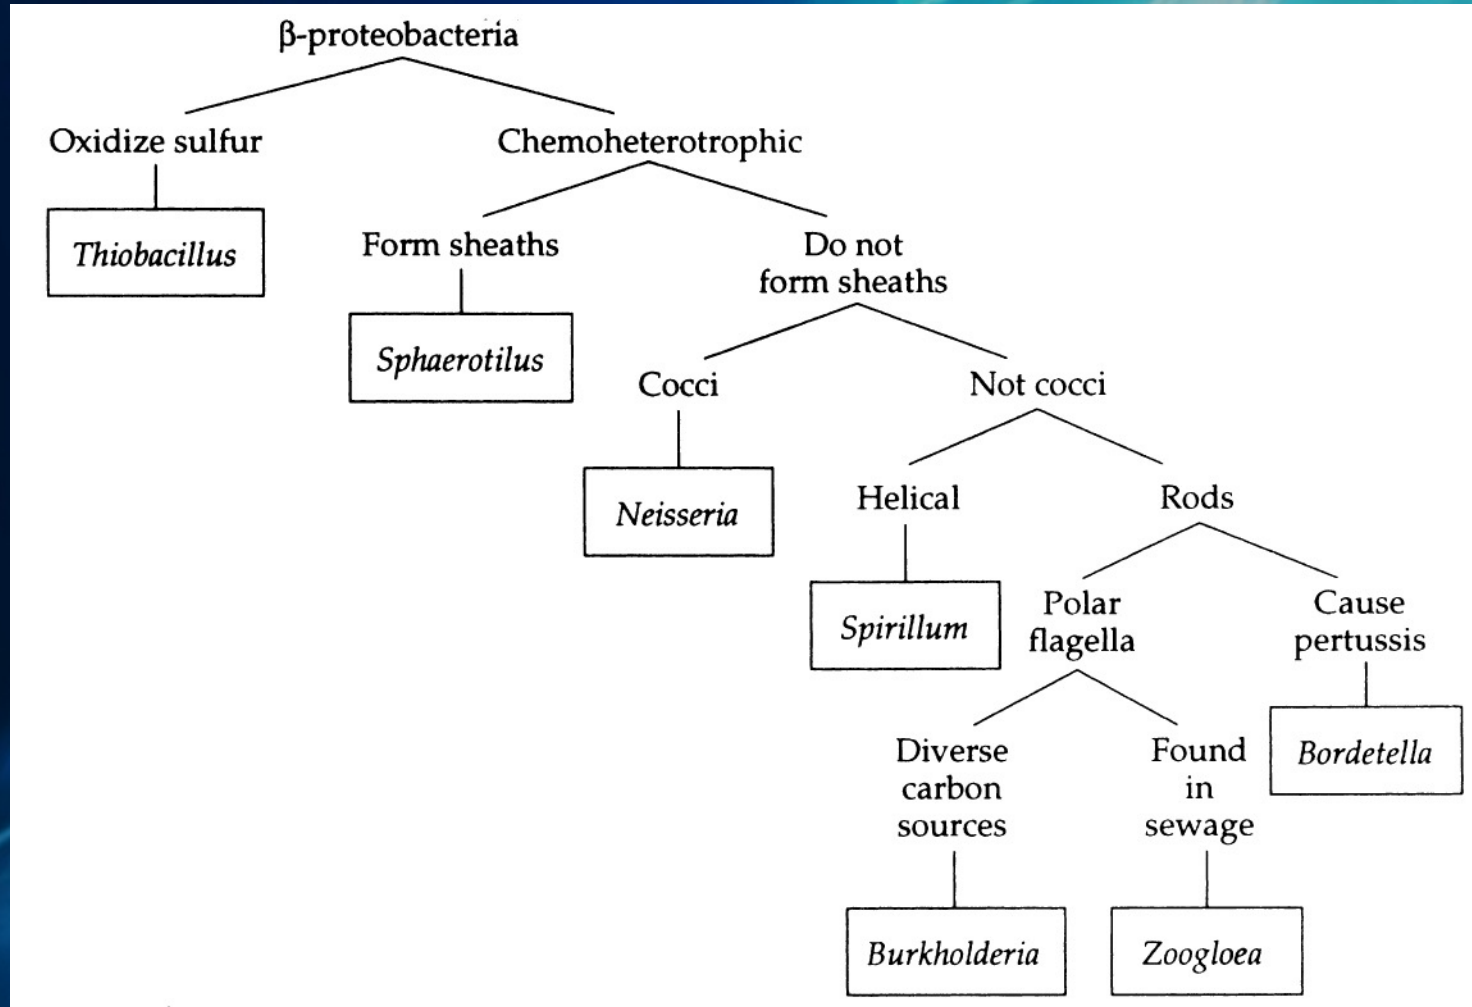 β-proteobacteria
Oxidize sulfur
Chemoheterotrophic
Thiobacillus
Form sheaths
Do not
form sheaths
Sphaerotilus
Cocci
Not cocci
Neisseria
Helical
Rods
Spirillum
Polar
flagella
Cause
pertussis
Diverse
carbon
sources
Found
in
sewage
Bordetella
Burkholderia
Zoogloea